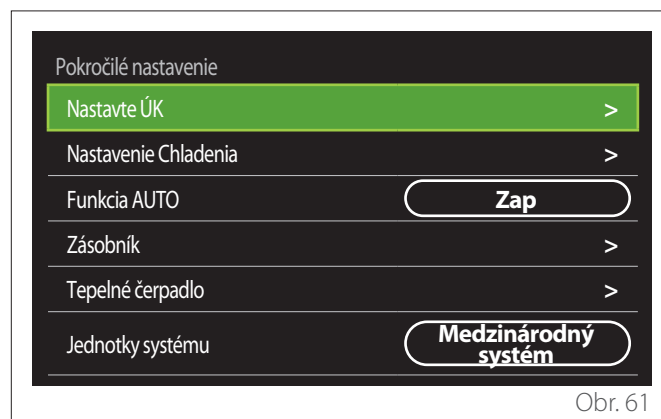 Pokročilé nastavenie
Nastavte ÚK >
Nastavenie Chladenia >
Funkcia AUTO Zap
Zásobník >
Tepelné čerpadlo >
Jednotky systému Medzinárodný
systém
Obr. 61